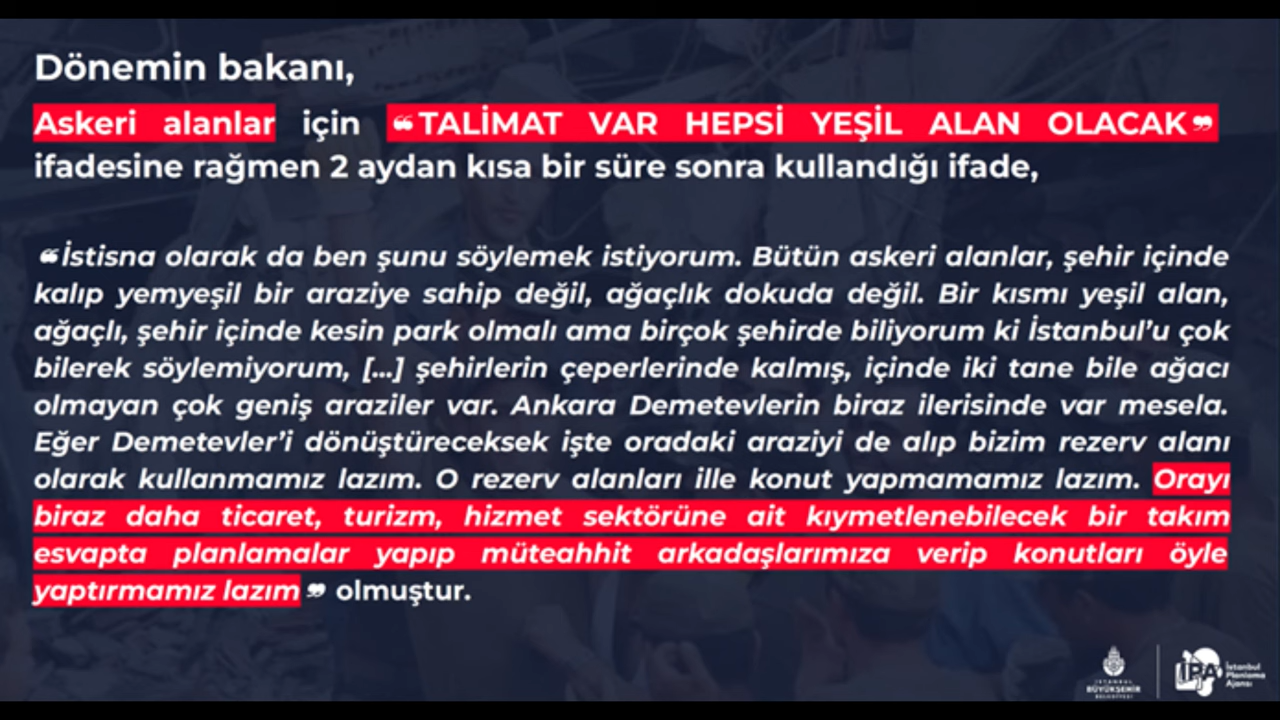 Dönemin bakanı,
Askeri alanlar için ❝TALİMAT VAR HEPSİ YEŞİL ALAN OLACAK❞
ifadesine rağmen 2 aydan kısa bir süre sonra kullandığı ifade,
❝İstisna olarak da ben şunu söylemek istiyorum. Bütün askeri alanlar, şehir içinde
kalıp yemyeşil bir araziye sahip değil, ağaçlık dokuda değil. Bir kısmı yeşil alan,
ağaçlı, şehir içinde kesin park olmalı ama birçok şehirde biliyorum ki İstanbul’u çok
bilerek söylemiyorum, [...] şehirlerin çeperlerinde kalmış, içinde iki tane bile ağacı
olmayan çok geniş araziler var. Ankara Demetevlerin biraz ilerisinde var mesela.
Eğer Demetevler’i dönüştüreceksek işte oradaki araziyi de alıp bizim rezerv alanı
olarak kullanmamız lazım. O rezerv alanları ille konut yapmamamız lazım. Orayı
biraz daha ticaret, turizm, hizmet sektörüne ait kıymetlenebilecek bir takım
esvapta planlamalar yapıp müteahhit arkadaşlarımıza verip konutları öyle
yaptırmamız lazım❞ olmuştur.
İSTANBUL
BÜYÜKŞEHİR
BELEDİYESİ
İPA
İstanbul
Planlama
Ajansı